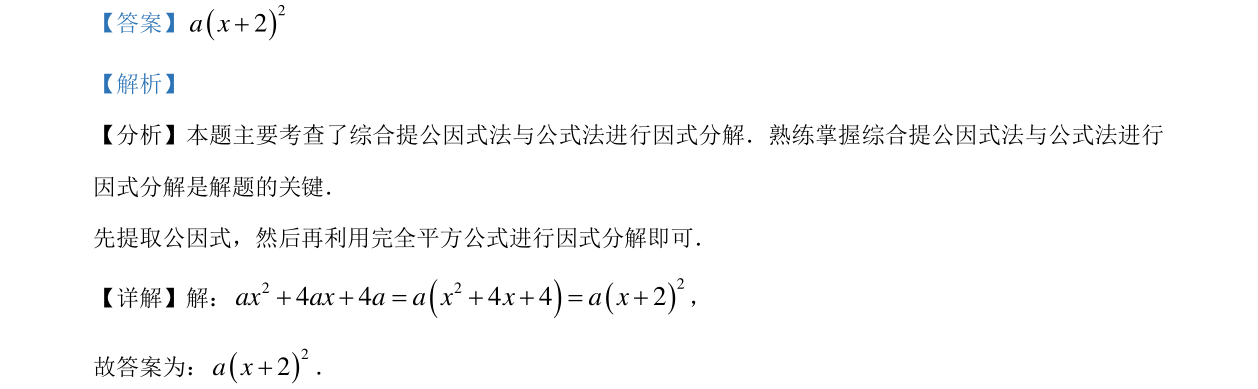 【答案】$a(x+2)^2$
【解析】
【分析】本题主要考查了综合提公因式法与公式法进行因式分解．熟练掌握综合提公因式法与公式法进行
因式分解是解题的关键．
先提取公因式，然后再利用完全平方公式进行因式分解即可．
【详解】解：$ax^2+4ax+4a=a(x^2+4x+4)=a(x+2)^2$，
故答案为：$a(x+2)^2$．